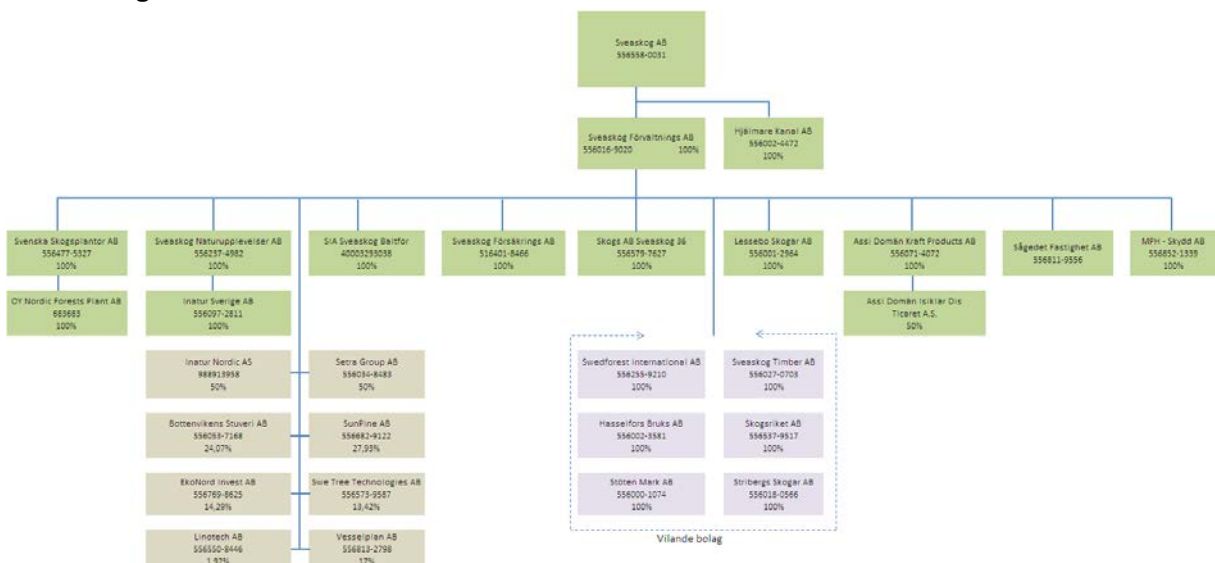 Sveaskog AB
556558-0031
Sveaskog Förvaltnings AB
556016-9020 100%
Hjälmare Kanal AB
556002-4472
100%
Svenska Skogsplantor AB
556477-5327
100%
Sveaskog Naturupplevelser AB
556237-4982
100%
SIA Sveaskog Baltfor
40003293038
100%
Sveaskog Försäkrings AB
516401-8466
100%
Skogs AB Sveaskog 36
556579-7627
100%
Lessebo Skogar AB
556001-2964
100%
Assi Domän Kraft Products AB
556071-4072
100%
Sågedet Fastighet AB
556811-9556
MFH - Skydd AB
556852-1339
100%
OY Nordic Forests Plant AB
683683
100%
Inatur Sverige AB
556097-2811
100%
Assi Domän Isiklar Dis
Ticaret A.S.
50%
Inatur Nordic AS
988913958
50%
Setra Group AB
556034-8483
50%
Swedforest International AB
556255-9210
100%
Sveaskog Timber AB
556027-0703
100%
Bottenvikens Stuveri AB
556053-7168
24,07%
SunPine AB
556682-9122
27,93%
Hasselfors Bruks AB
556002-3581
100%
Skogsriket AB
556537-9517
100%
EkoNord Invest AB
556769-8625
14,29%
Swe Tree Technologies AB
556573-9587
13,42%
Stöten Mark AB
556000-1074
100%
Stribergs Skogar AB
556018-0566
100%
Linotech AB
556550-8446
1,92%
Vesselplan AB
556813-2798
17%
Vilande bolag